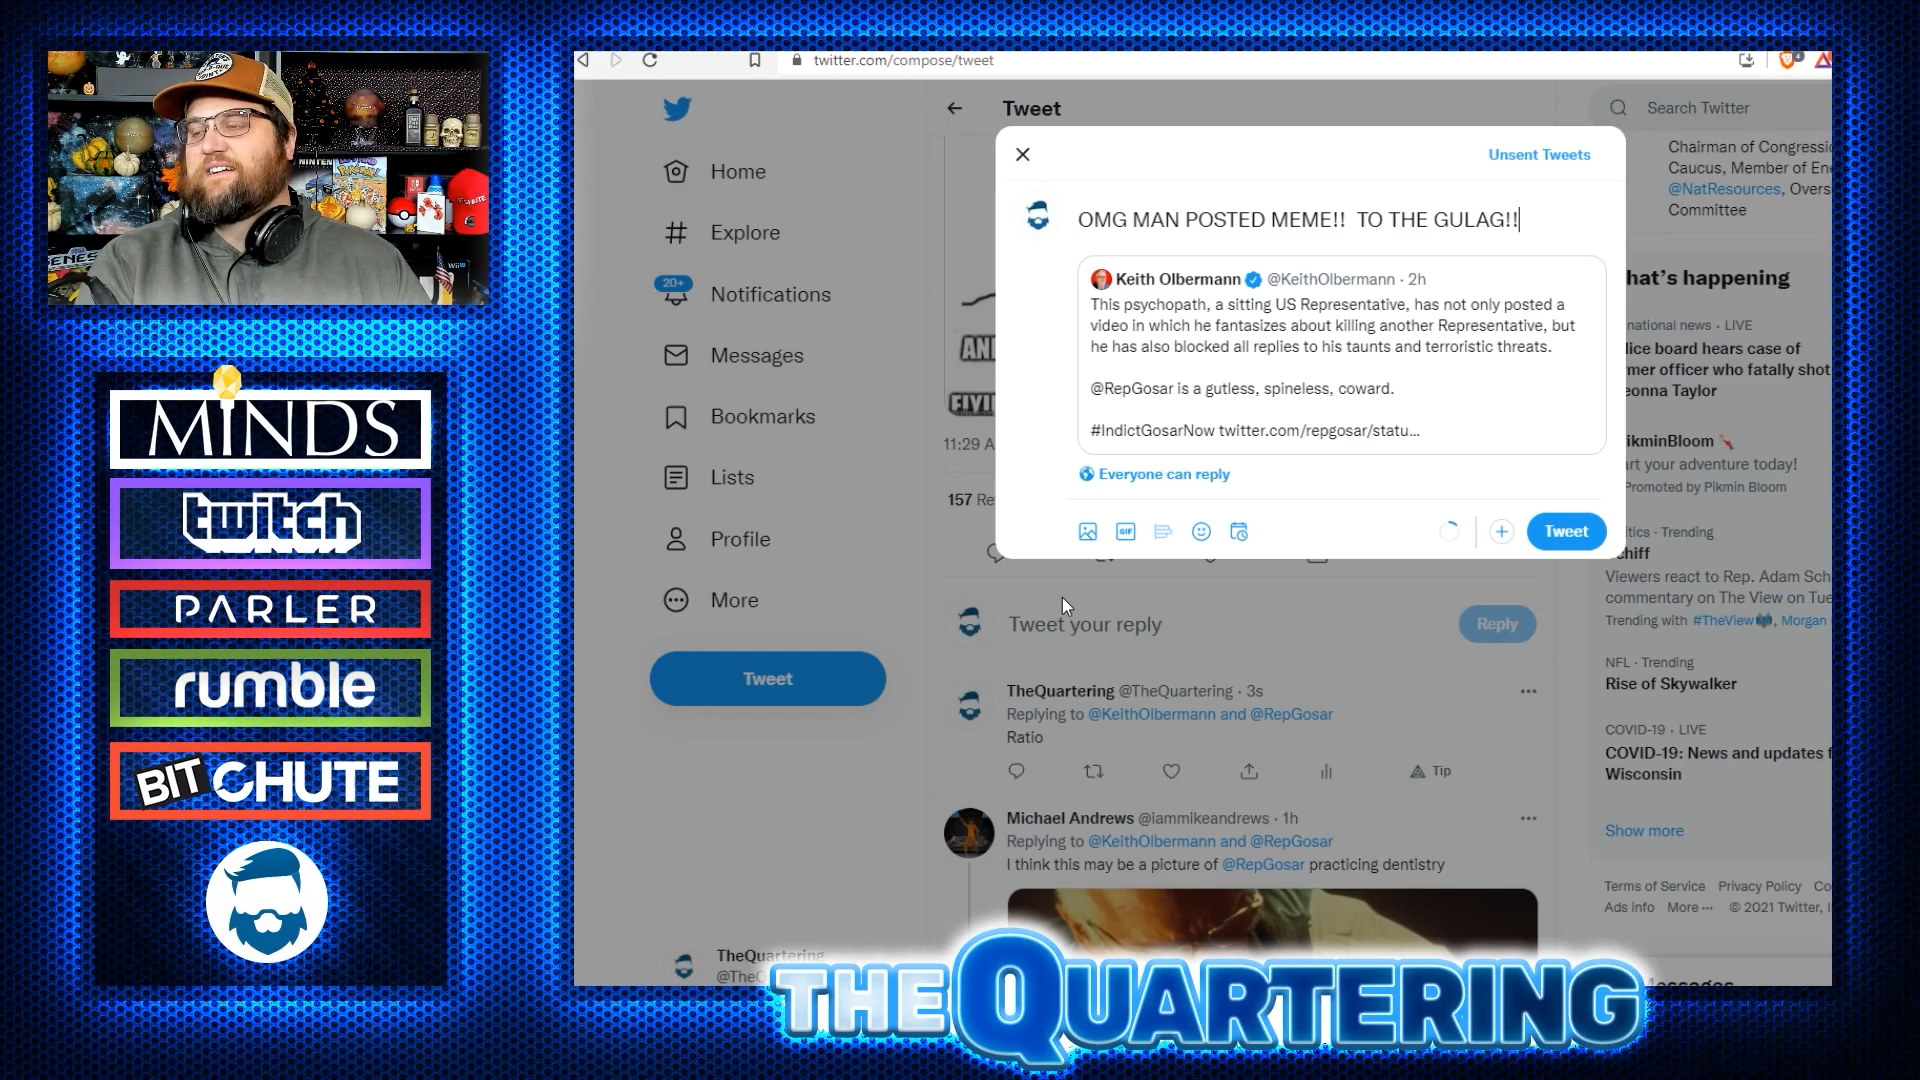 twitter.com/compose/tweet
Home
Explore
20+
Notifications
Messages
Bookmarks
Lists
Profile
More
Tweet
TheQuartering
Tweet
11:29 A
157 Re
Unsent Tweets
OMG MAN POSTED MEME!! TO THE GULAG!!
Keith Olbermann @KeithOlbermann · 2h
This psychopath, a sitting US Representative, has not only posted a
video in which he fantasizes about killing another Representative, but
he has also blocked all replies to his taunts and terroristic threats.
@RepGosar is a gutless, spineless, coward.
#IndictGosarNow twitter.com/repgosar/statu…
Everyone can reply
GIF
Tweet
Tweet your reply
Reply
TheQuartering @TheQuartering · 3s
Replying to @KeithOlbermann and @RepGosar
Ratio
Tip
Michael Andrews @iammikeandrews · 1h
Replying to @KeithOlbermann and @RepGosar
I think this may be a picture of @RepGosar practicing dentistry
Search Twitter
Chairman of Congressi
Caucus, Member of En
@NatResources, Overs
Committee
hat's happening
national news · LIVE
lice board hears case of
mer officer who fatally shot
eonna Taylor
ikminBloom
art your adventure today!
Promoted by Pikmin Bloom
itics · Trending
chiff
Viewers react to Rep. Adam Sch
commentary on The View on Tue
Trending with #TheView, Morgan
NFL · Trending
Rise of Skywalker
COVID-19 · LIVE
COVID-19: News and updates f
Wisconsin
Show more
Terms of Service Privacy Policy Co
Ads info More ··· © 2021 Twitter, I
MINDS
twitch
PARLER
rumble
BITCHUTE
THE QUARTERING